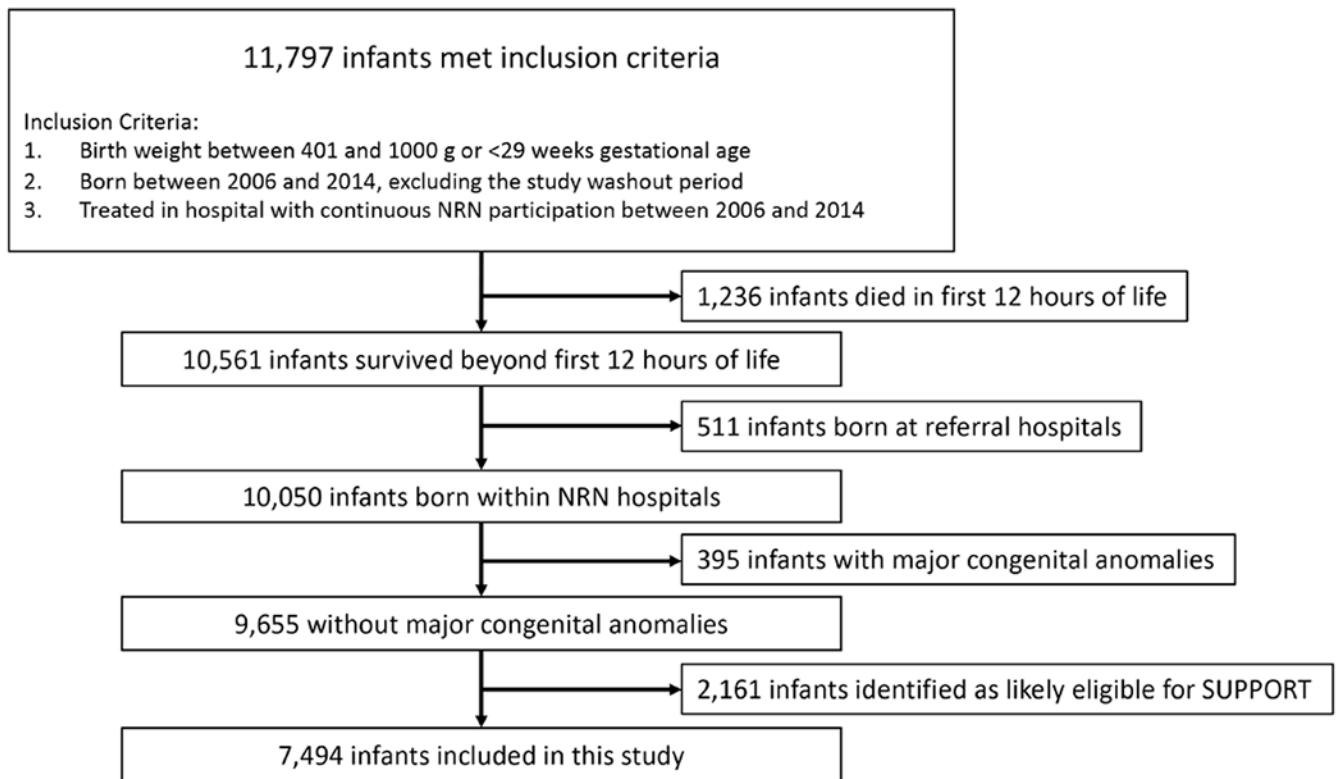 11,797 infants met inclusion criteria
Inclusion Criteria:
1. Birth weight between 401 and 1000 g or <29 weeks gestational age
2. Born between 2006 and 2014, excluding the study washout period
3. Treated in hospital with continuous NRN participation between 2006 and 2014
1,236 infants died in first 12 hours of life
10,561 infants survived beyond first 12 hours of life
511 infants born at referral hospitals
10,050 infants born within NRN hospitals
395 infants with major congenital anomalies
9,655 without major congenital anomalies
2,161 infants identified as likely eligible for SUPPORT
7,494 infants included in this study